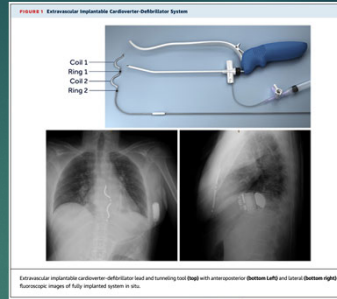 FIGURE 1 Extravascular Implantable Cardioverter-Defibrillator System
Coil 1
Ring 1
Coil 2
Ring 2
Extravascular implantable cardioverter-defibrillator lead and tunneling tool (top) with anteroposterior (bottom Left) and lateral (bottom right)
fluoroscopic images of fully implanted system in situ.